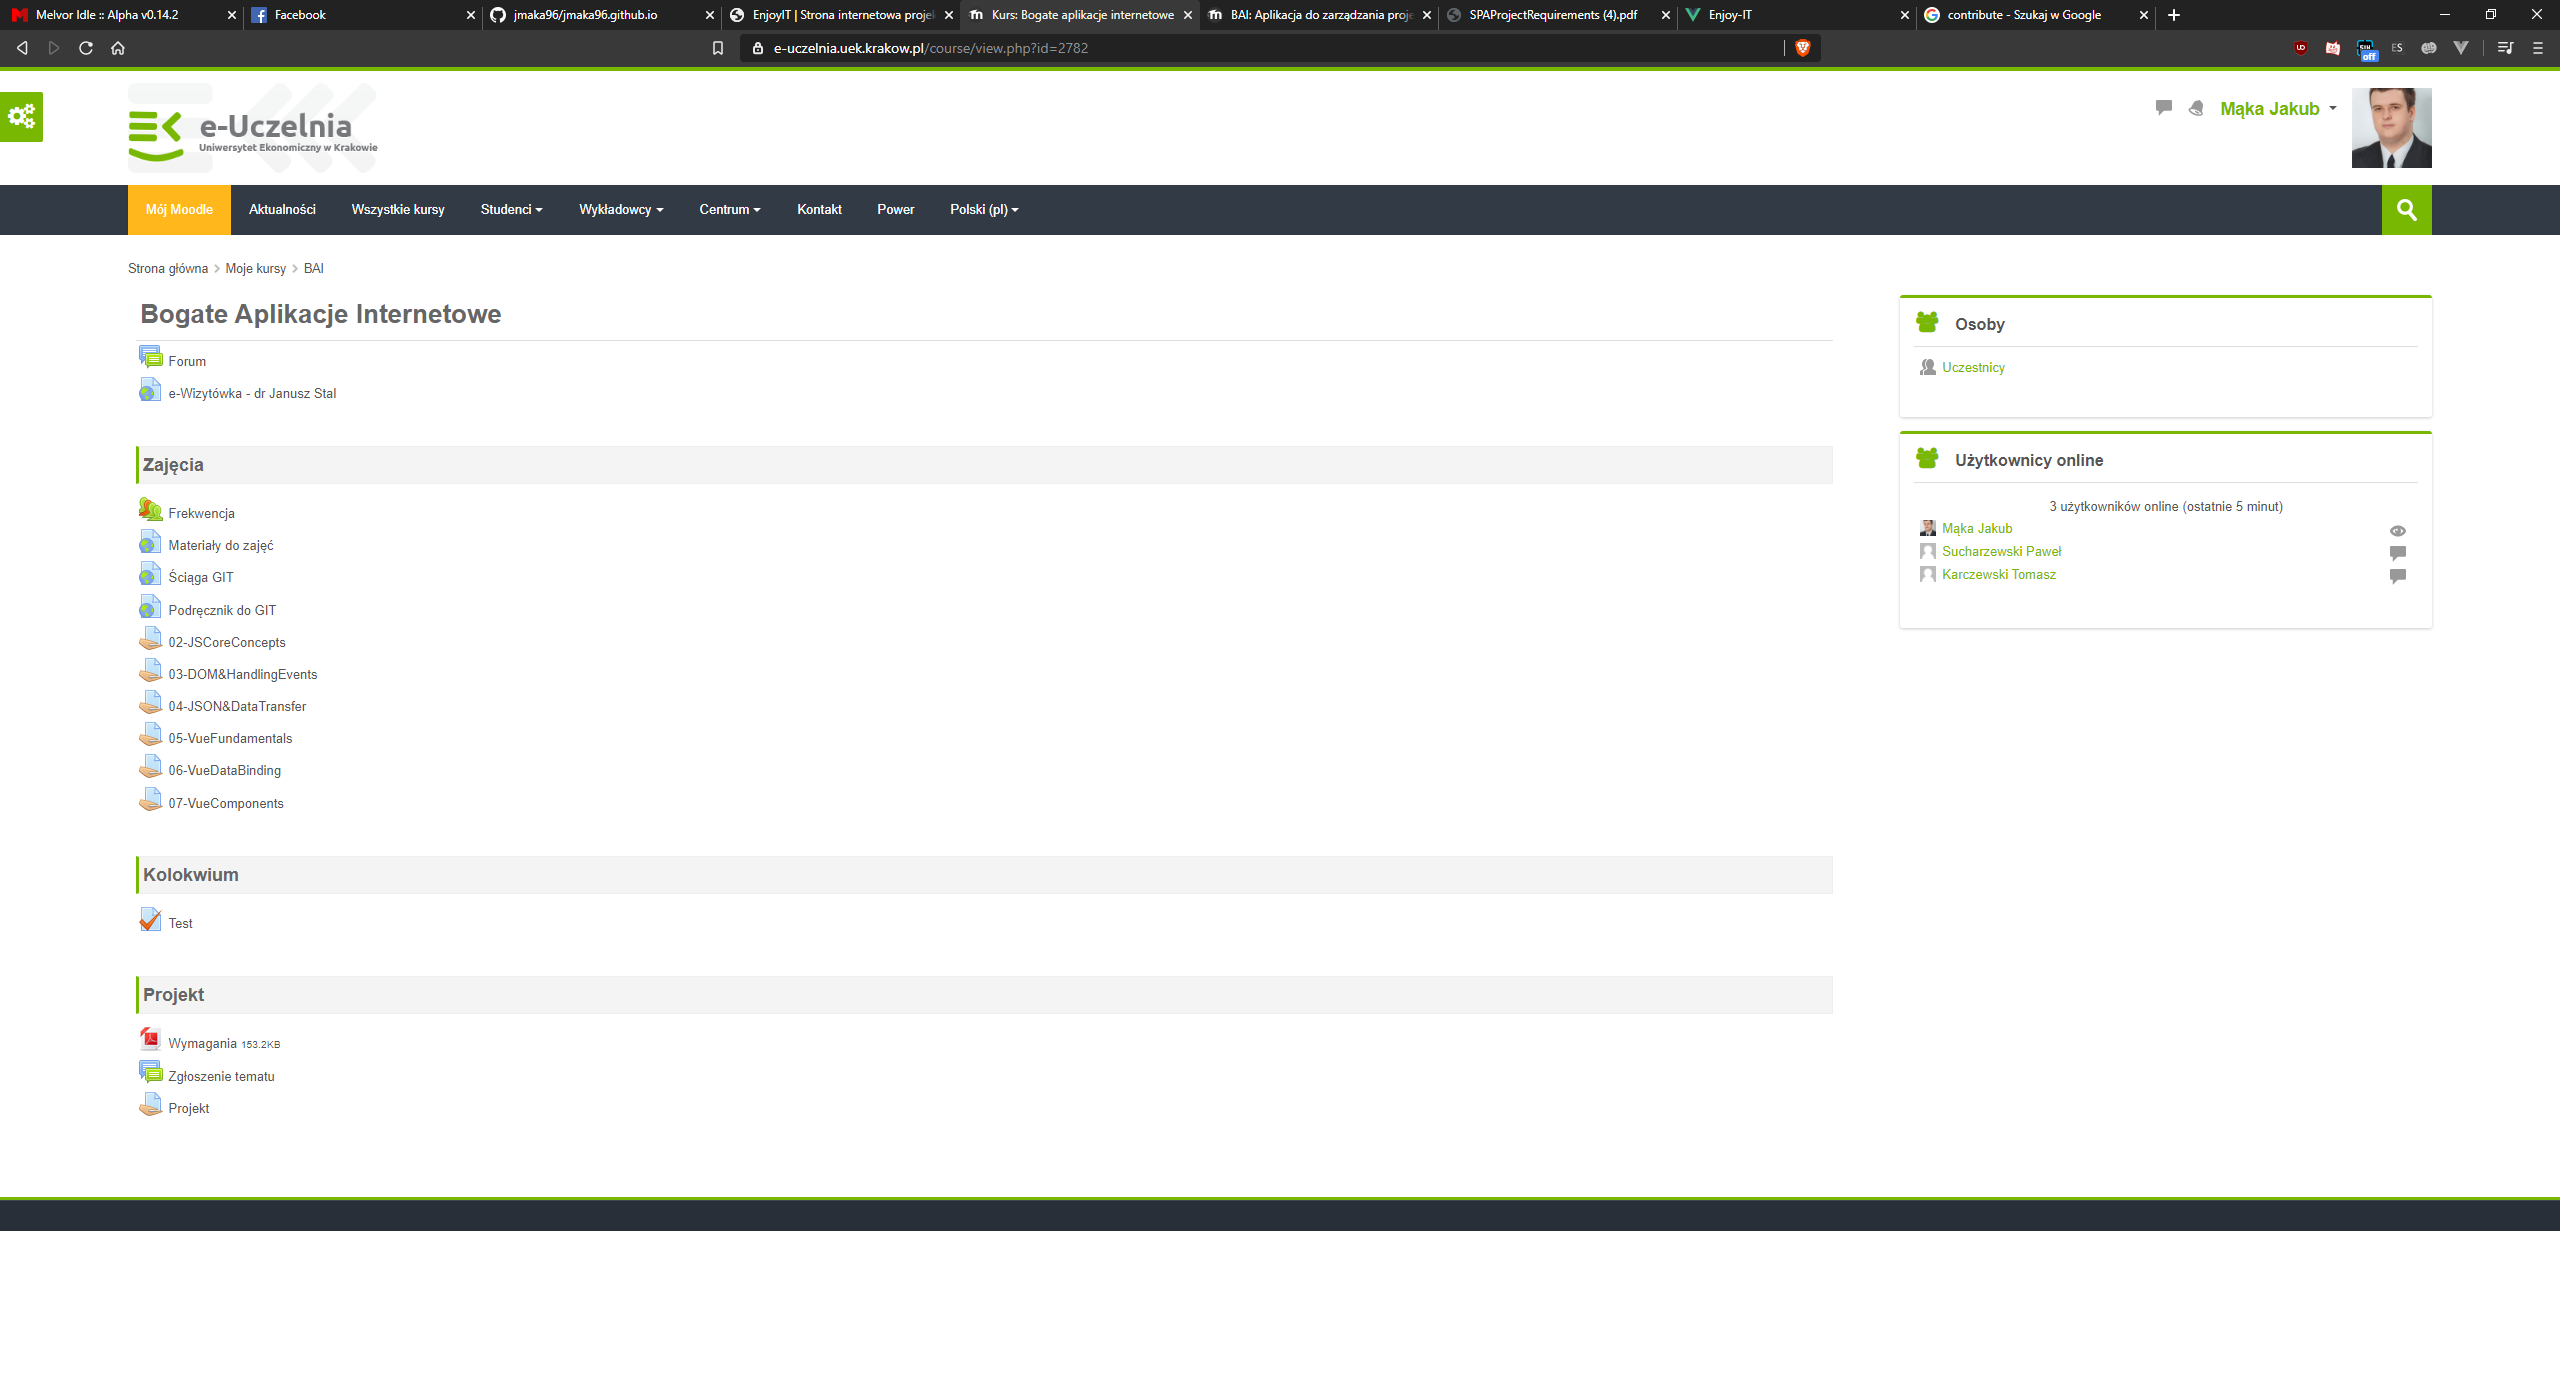 Melvor Idle :: Alpha v0.14.2
Facebook
jmaka96/jmaka96.github.io
EnjoyIT | Strona internetowa proje
Kurs: Bogate aplikacje internetowe
BAI: Aplikacja do zarządzania proje
SPAProjectRequirements (4).pdf
Enjoy-IT
contribute - Szukaj w Google
e-uczelnia.uek.krakow.pl/course/view.php?id=2782
ES
off
e-Uczelnia
Uniwersytet Ekonomiczny w Krakowie
Mąka Jakub
Mój Moodle
Aktualności
Wszystkie kursy
Studenci
Wykładowcy
Centrum
Kontakt
Power
Polski (pl)
Strona główna
Moje kursy
BAI
Bogate Aplikacje Internetowe
Forum
e-Wizytówka - dr Janusz Stal
Zajęcia
Frekwencja
Materiały do zajęć
Ściąga GIT
Podręcznik do GIT
02-JSCoreConcepts
03-DOM&HandlingEvents
04-JSON&DataTransfer
05-VueFundamentals
06-VueDataBinding
07-VueComponents
Kolokwium
Test
Projekt
Wymagania 153.2KB
Zgłoszenie tematu
Projekt
Osoby
Uczestnicy
Użytkownicy online
3 użytkowników online (ostatnie 5 minut)
Mąka Jakub
Sucharzewski Paweł
Karczewski Tomasz